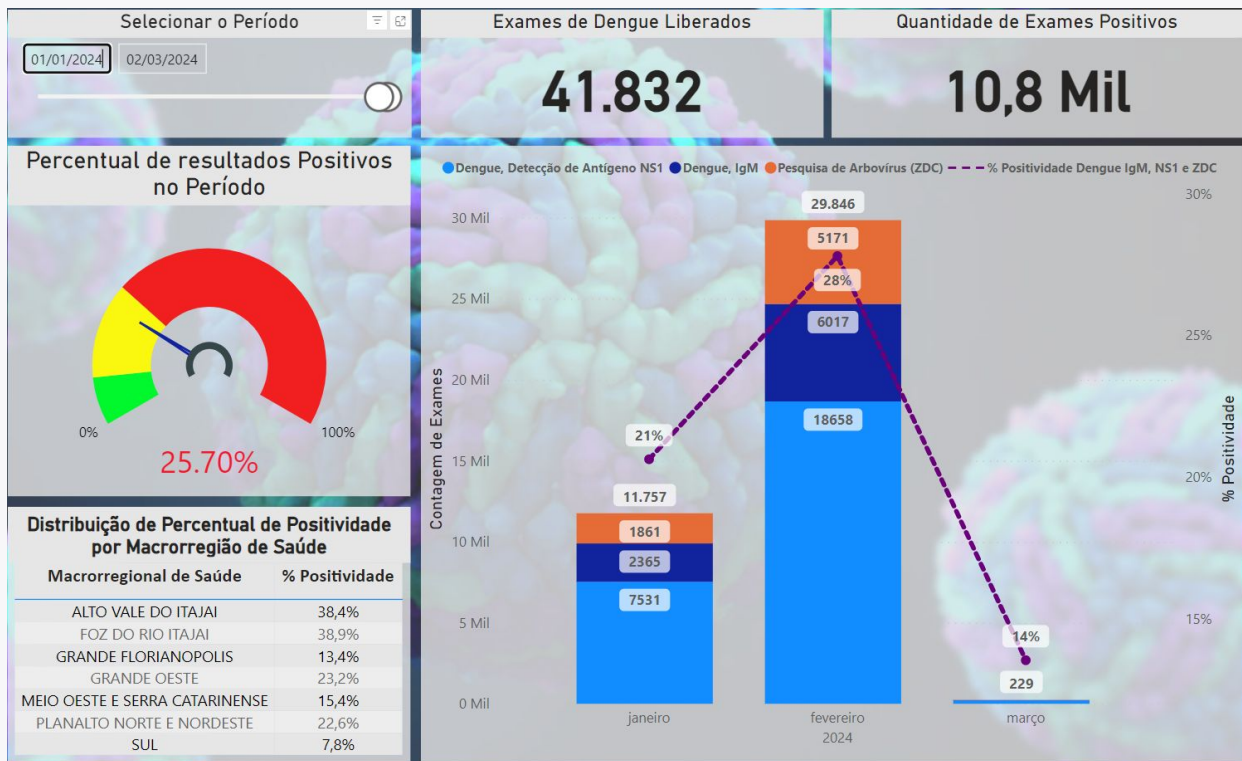 Selecionar o Período
01/01/2024
02/03/2024
Exames de Dengue Liberados
41.832
Quantidade de Exames Positivos
10,8 Mil
Percentual de resultados Positivos
no Período
0%
100%
25.70%
Distribuição de Percentual de Positividade
por Macrorregião de Saúde
Macrorregional de Saúde % Positividade
ALTO VALE DO ITAJAI 38,4%
FOZ DO RIO ITAJAI 38,9%
GRANDE FLORIANOPOLIS 13,4%
GRANDE OESTE 23,2%
MEIO OESTE E SERRA CATARINENSE 15,4%
PLANALTO NORTE E NORDESTE 22,6%
SUL 7,8%
Dengue, Detecção de Antígeno NS1 Dengue, IgM Pesquisa de Arbovírus (ZDC) % Positividade Dengue IgM, NS1 e ZDC
Contagem de Exames
30 Mil
25 Mil
20 Mil
15 Mil
10 Mil
5 Mil
0 Mil
21%
11.757
1861
2365
7531
29.846
5171
28%
6017
18658
14%
229
janeiro
fevereiro
março
2024
30%
25%
20%
15%
% Positividade